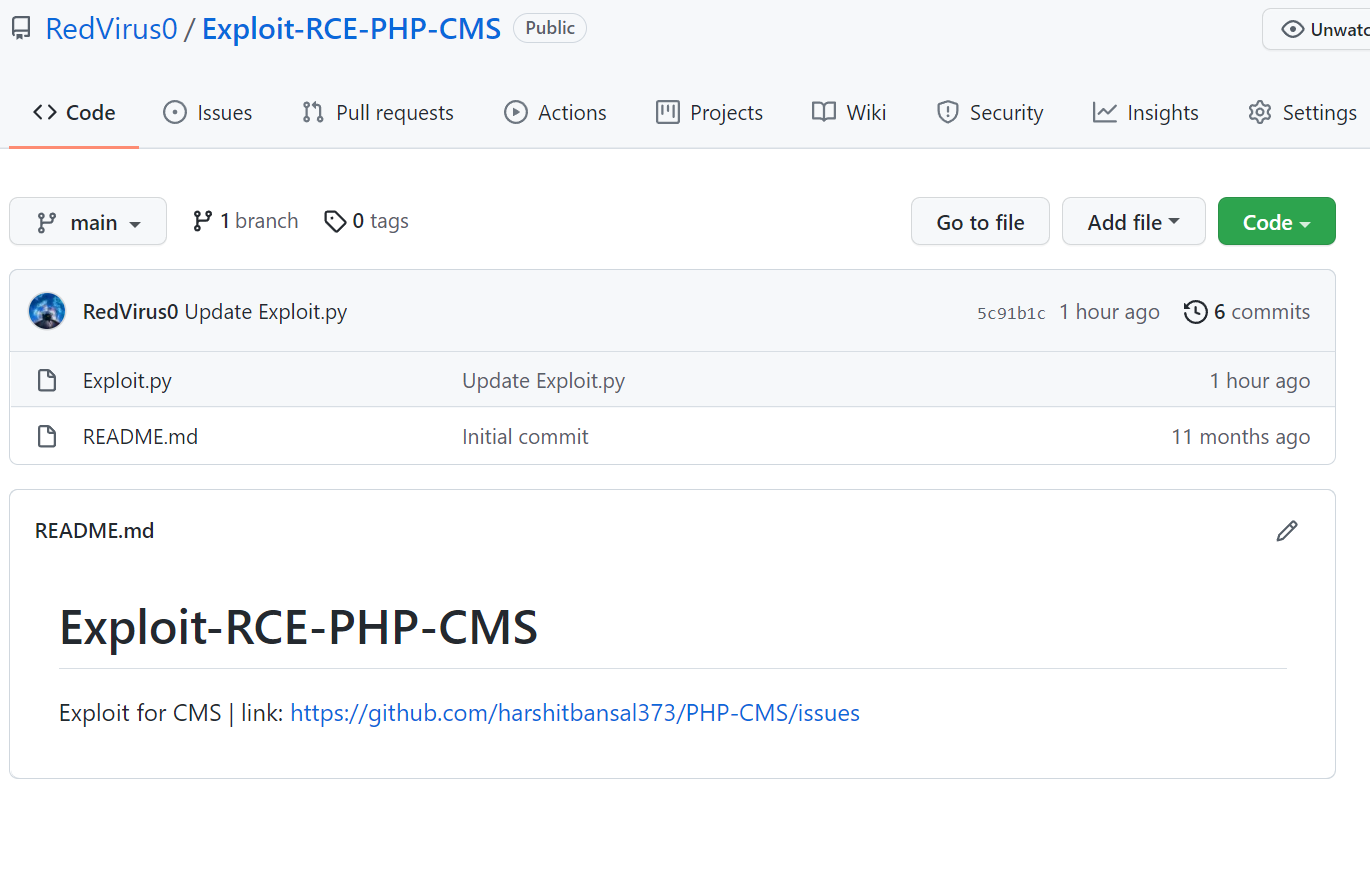 RedVirus0 / Exploit-RCE-PHP-CMS Public Unwatc
Code Issues Pull requests Actions Projects Wiki Security Insights Settings
main 1 branch 0 tags Go to file Add file Code
RedVirus0 Update Exploit.py 5c91b1c 1 hour ago 6 commits
Exploit.py Update Exploit.py 1 hour ago
README.md Initial commit 11 months ago
README.md
Exploit-RCE-PHP-CMS
Exploit for CMS | link: https://github.com/harshitbansal373/PHP-CMS/issues